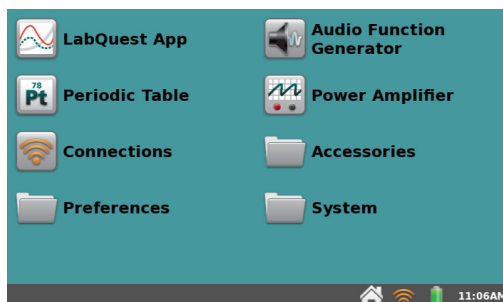 LabQuest App
Audio Function
Generator
78
Pt
Periodic Table
Power Amplifier
Connections
Accessories
Preferences
System
11:06AM